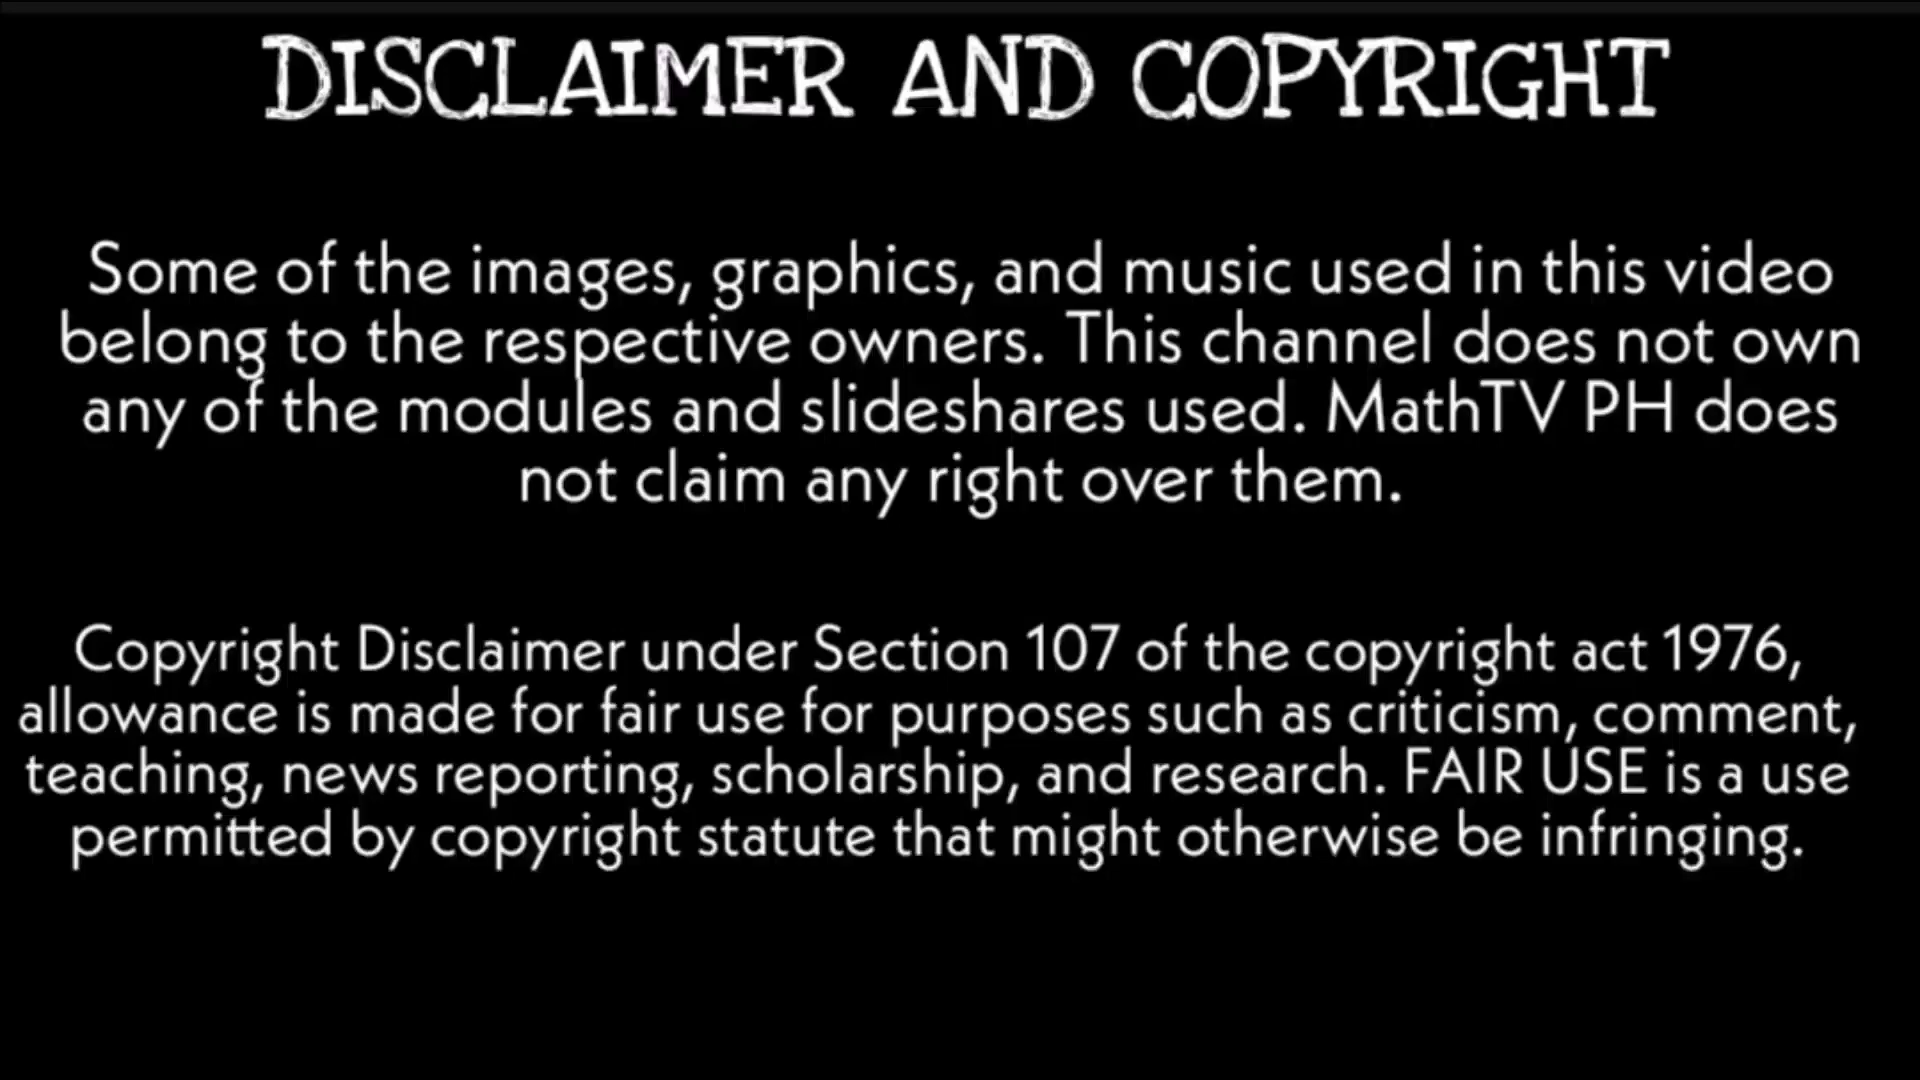 DISCLAIMER AND COPYRIGHT
Some of the images, graphics, and music used in this video
belong to the respective owners. This channel does not own
any of the modules and slideshares used. MathTV PH does
not claim any right over them.
Copyright Disclaimer under Section 107 of the copyright act 1976,
allowance is made for fair use for purposes such as criticism, comment,
teaching, news reporting, scholarship, and research. FAIR USE is a use
permitted by copyright statute that might otherwise be infringing.